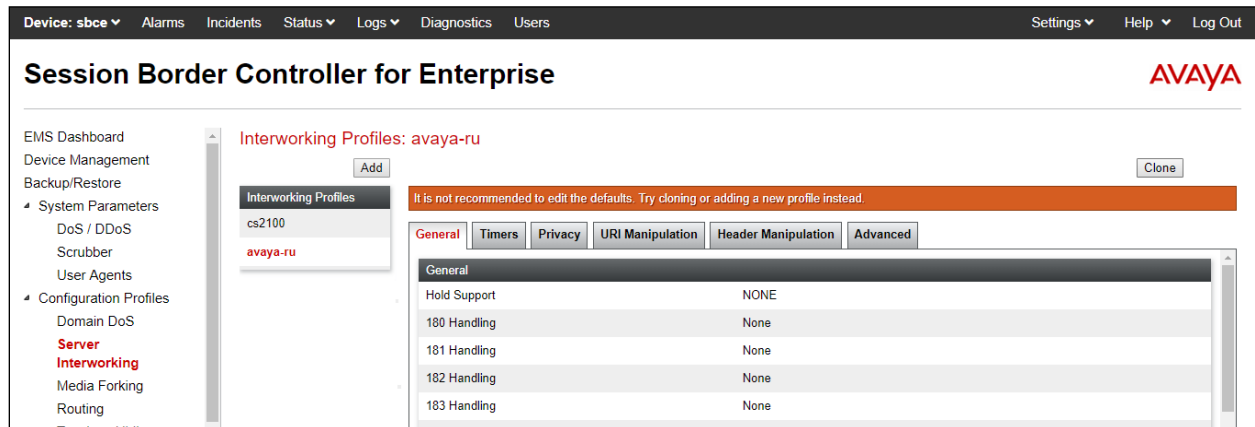 Device: sbce Alarms Incidents Status Logs Diagnostics Users Settings Help Log Out
Session Border Controller for Enterprise
AVAYA
EMS Dashboard
Device Management
Backup/Restore
System Parameters
DoS / DDoS
Scrubber
User Agents
Configuration Profiles
Domain DoS
Server
Interworking
Media Forking
Routing
Interworking Profiles: avaya-ru
Add
Clone
Interworking Profiles
cs2100
avaya-ru
It is not recommended to edit the defaults. Try cloning or adding a new profile instead.
General Timers Privacy URI Manipulation Header Manipulation Advanced
General
Hold Support NONE
180 Handling None
181 Handling None
182 Handling None
183 Handling None